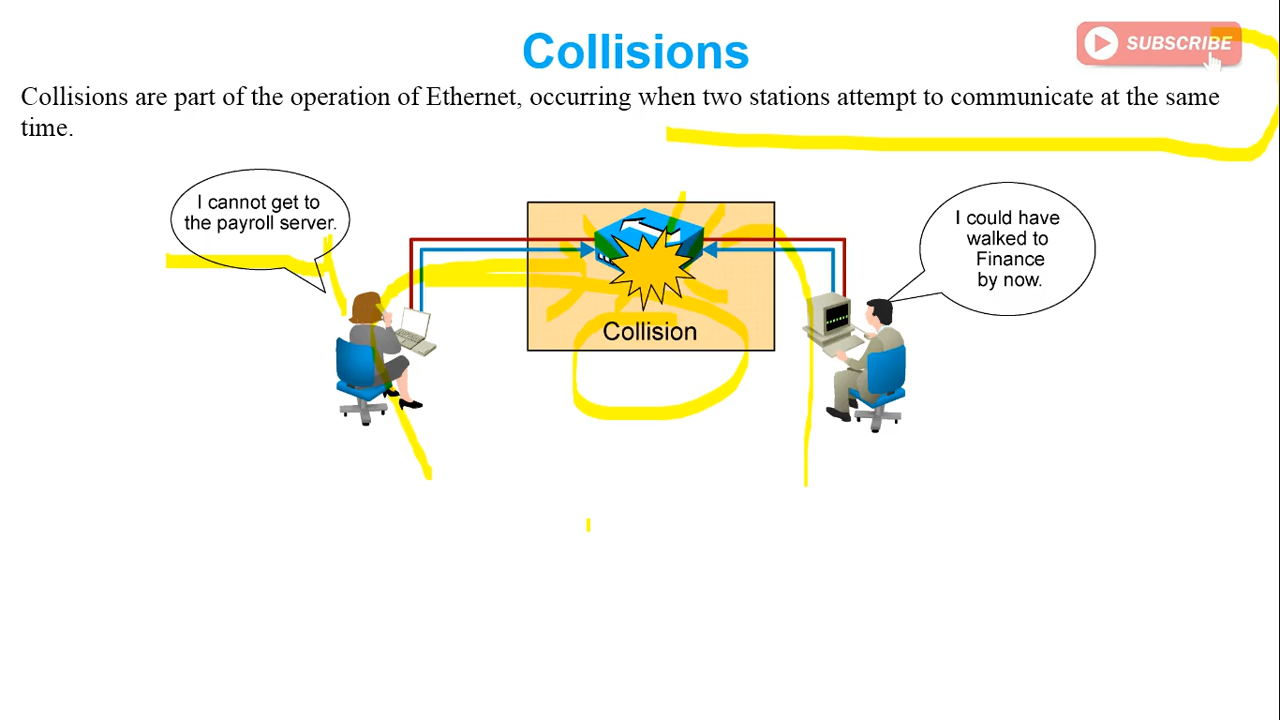 Collisions
SUBSCRIBE
Collisions are part of the operation of Ethernet, occurring when two stations attempt to communicate at the same
time.
I cannot get to
the payroll server.
I could have
walked to
Finance
by now.
Collision